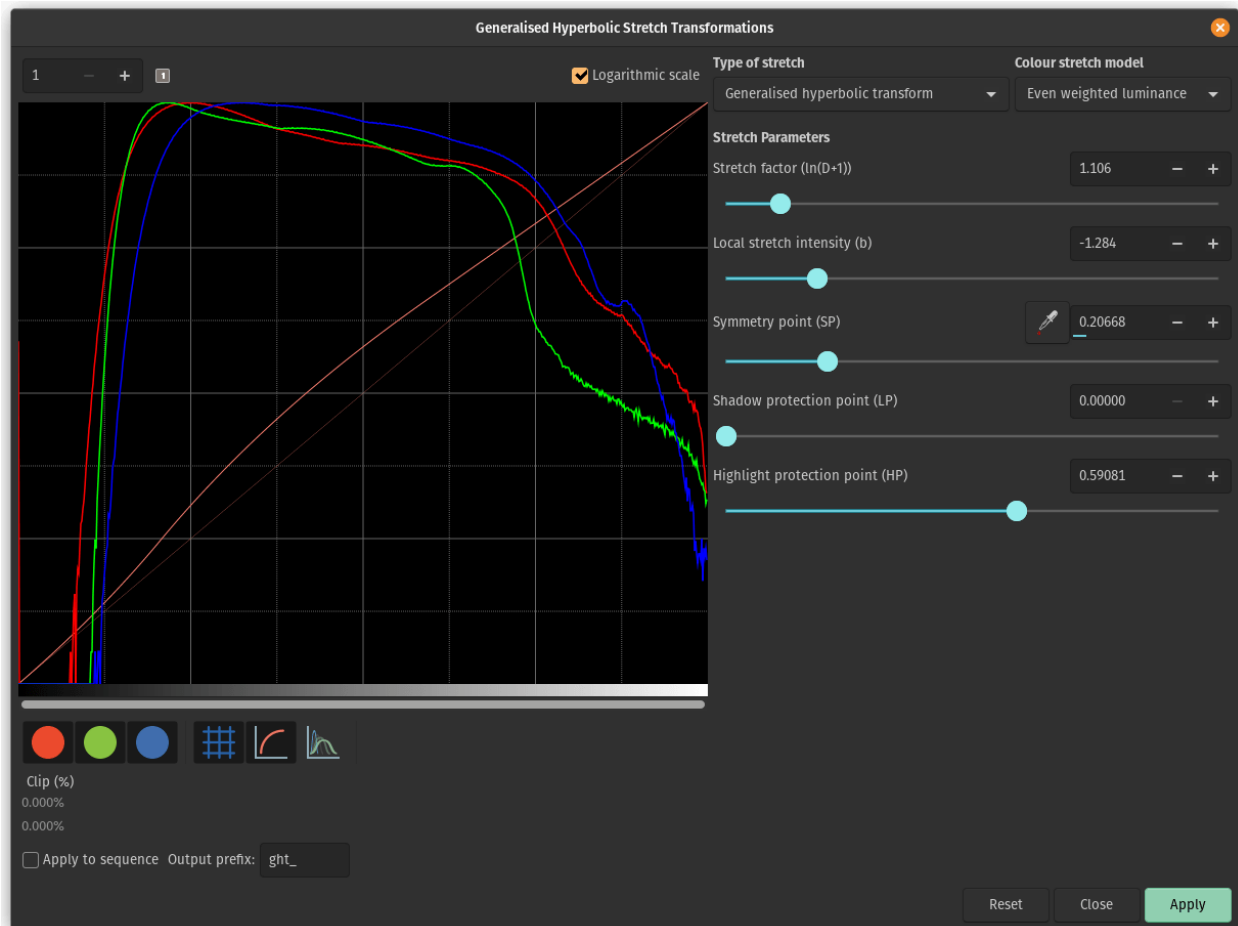 Generalised Hyperbolic Stretch Transformations
1
1
Logarithmic scale
Type of stretch
Colour stretch model
Generalised hyperbolic transform
Even weighted luminance
Stretch Parameters
Stretch factor (ln(D+1))
1.106
Local stretch intensity (b)
-1.284
Symmetry point (SP)
0.20668
Shadow protection point (LP)
0.00000
Highlight protection point (HP)
0.59081
Clip (%)
0.000%
0.000%
Apply to sequence
Output prefix:
ght_
Reset
Close
Apply